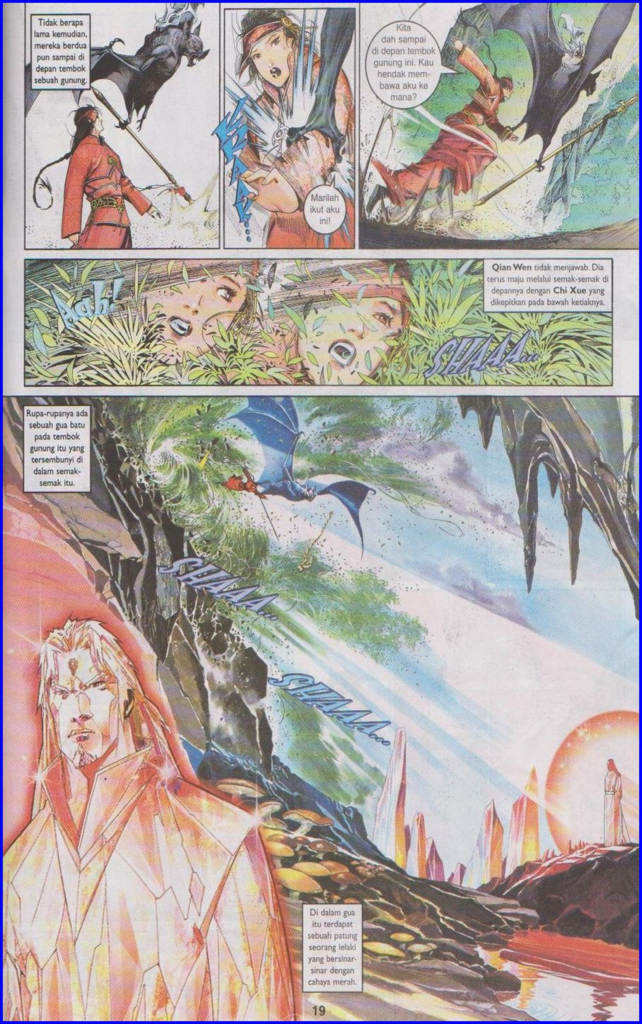 Tidak berapa
lama kemudian,
mereka berdua
pun sampai di
depan tembok
sebuah gunung.
Marilah
ikut aku
ini!
Kita
dah sampai
di depan tembok
gunung ini. Kau
hendak mem-
bawa aku ke
mana?
Aah!
Qian Wen tidak menjawab. Dia
terus maju melalui semak-semak di
depannya dengan Chi Xue yang
dikepitkan pada bawah ketiaknya.
SHAAA...
Rupa-rupanya ada
sebuah gua batu
pada tembok
gunung itu yang
tersembunyi di
dalam semak-
semak itu.
SHAAAA...
SHAAAA...
Di dalam gua
itu terdapat
sebuah patung
seorang lelaki
yang bersinar-
sinar dengan
cahaya merah.
19